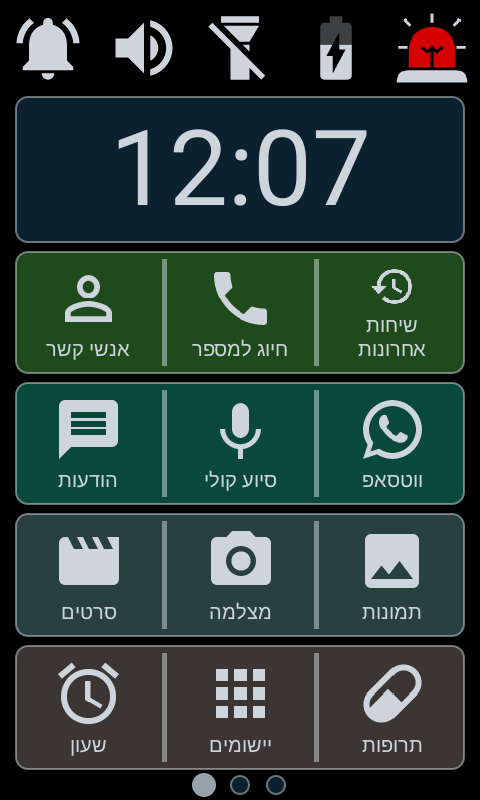 12:07
שיחות
אחרונות
חיוג למספר
אנשי קשר
ווטסאפ
סיוע קולי
הודעות
תמונות
מצלמה
סרטים
תרופות
יישומים
שעון